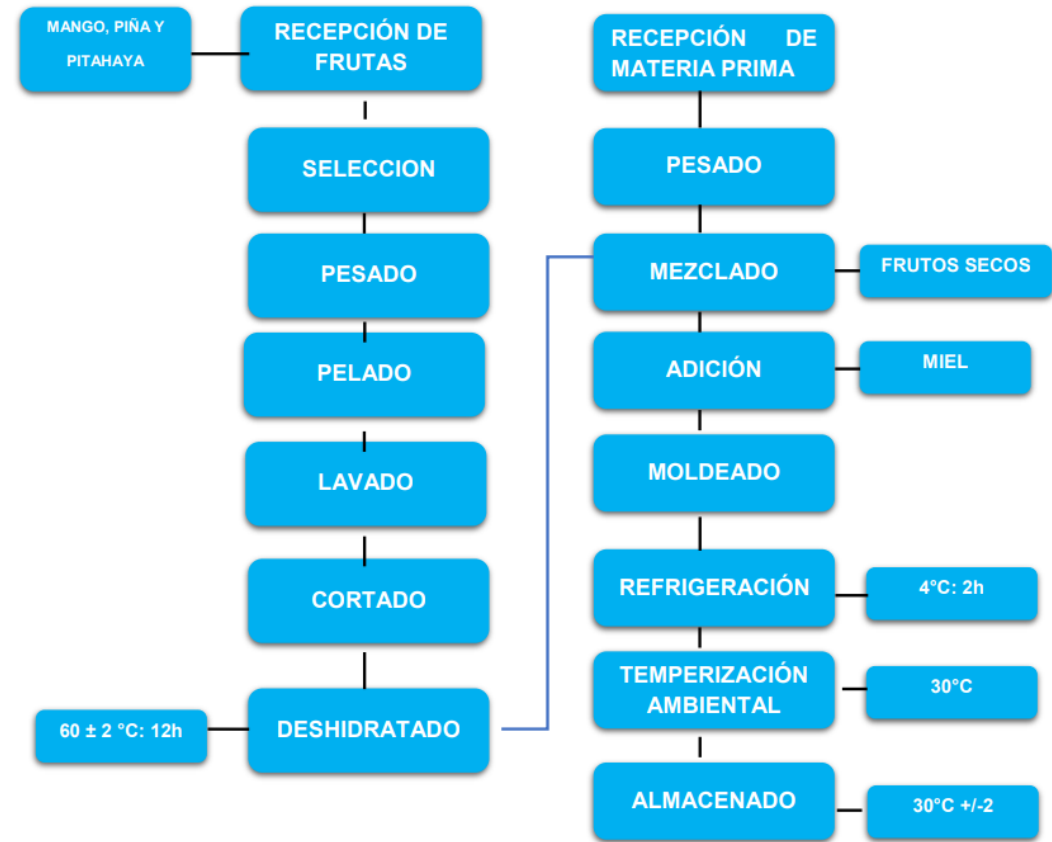 MANGO, PIÑA Y
PITAHAYA
RECEPCIÓN DE
FRUTAS
SELECCION
PESADO
PELADO
LAVADO
CORTADO
60 ± 2 °C: 12h
DESHIDRATADO
RECEPCIÓN DE
MATERIA PRIMA
PESADO
MEZCLADO
FRUTOS SECOS
ADICIÓN
MIEL
MOLDEADO
REFRIGERACIÓN
4°C: 2h
TEMPERIZACIÓN
AMBIENTAL
30°C
ALMACENADO
30°C +/-2